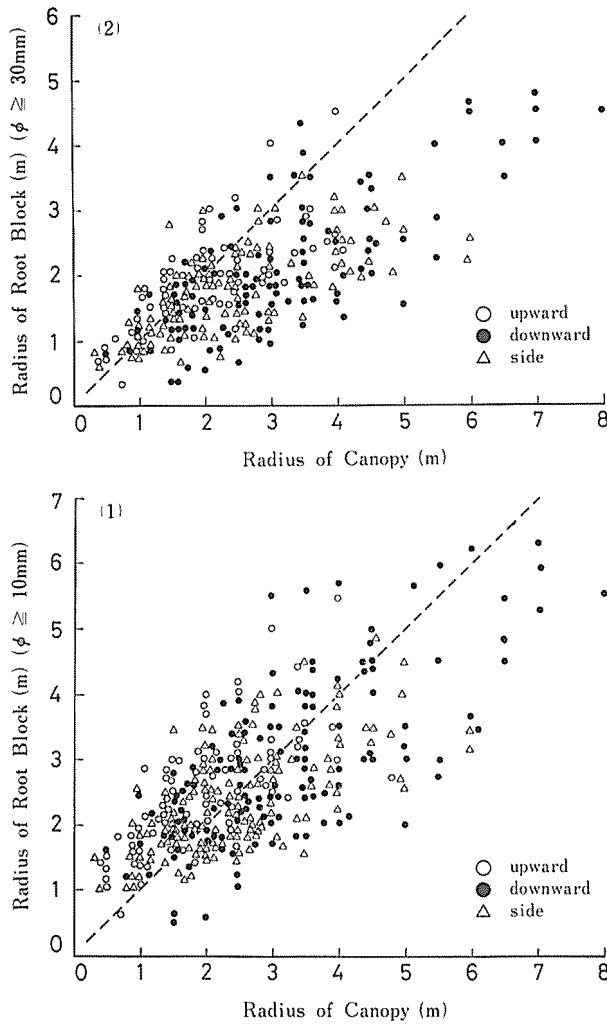 (2)
Radius of Root Block (m) (φ ≧ 30mm)
6
5
4
3
2
1
0
0 1 2 3 4 5 6 7 8
○ upward
● downward
△ side
Radius of Canopy (m)
(1)
Radius of Root Block (m) (φ ≧ 10mm)
7
6
5
4
3
2
1
0
0 1 2 3 4 5 6 7 8
○ upward
● downward
△ side
Radius of Canopy (m)